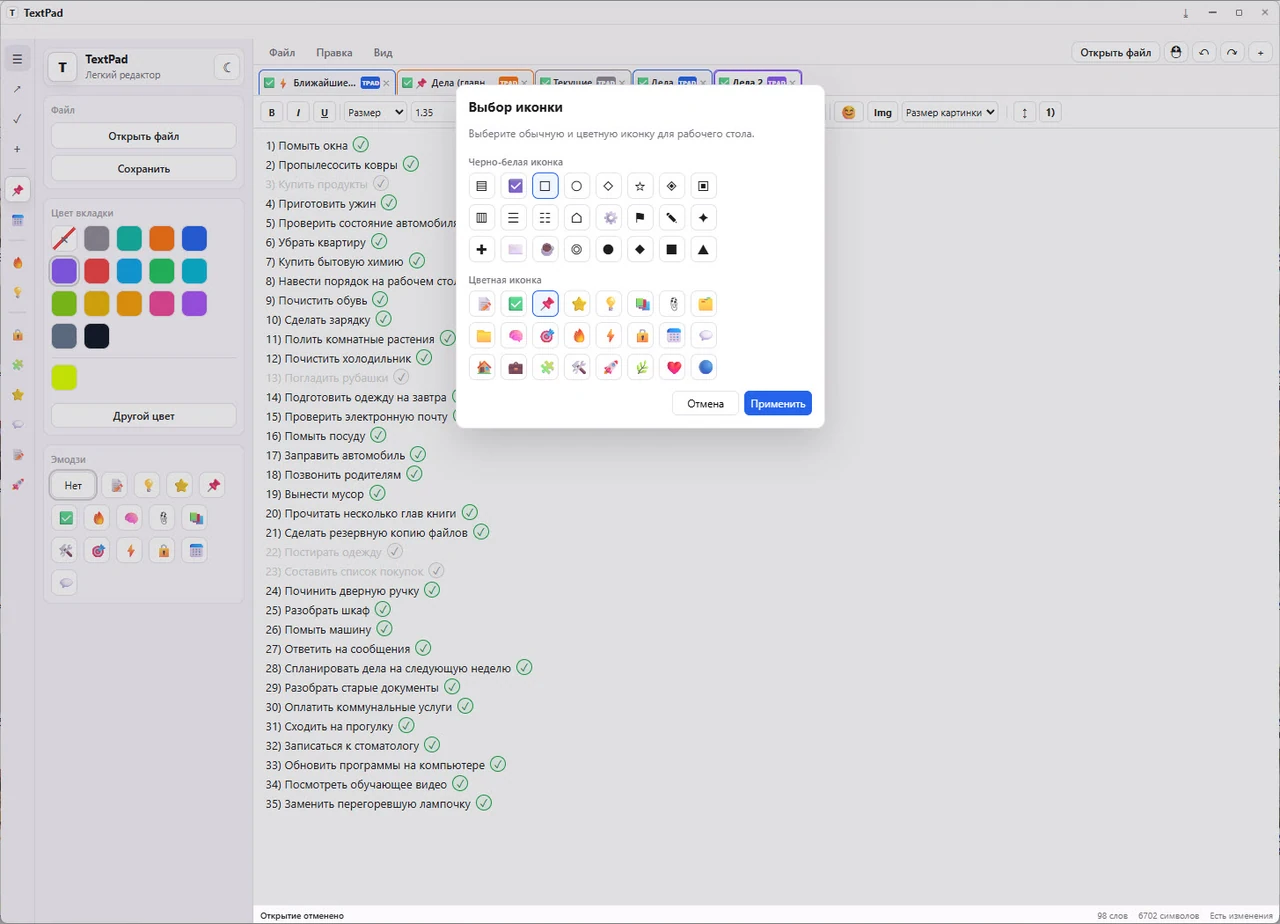 T TextPad
T
TextPad
Легкий редактор
Файл
Открыть файл
Сохранить
Цвет вкладки
Другой цвет
Эмодзи
Нет
Файл Правка Вид
Открыть файл
Ближайшие... TPAD ×
Дела (главн... TPAD ×
Текущие TPAD ×
Дела TPAD ×
Дела 2 TPAD ×
B I U Размер 1.35
Img Размер картинки 1)
1) Помыть окна
2) Пропылесосить ковры
3) Купить продукты
4) Приготовить ужин
5) Проверить состояние автомобиля
6) Убрать квартиру
7) Купить бытовую химию
8) Навести порядок на рабочем стол
9) Почистить обувь
10) Сделать зарядку
11) Полить комнатные растения
12) Почистить холодильник
13) Погладить рубашки
14) Подготовить одежду на завтра
15) Проверить электронную почту
16) Помыть посуду
17) Заправить автомобиль
18) Позвонить родителям
19) Вынести мусор
20) Прочитать несколько глав книги
21) Сделать резервную копию файлов
22) Постирать одежду
23) Составить список покупок
24) Починить дверную ручку
25) Разобрать шкаф
26) Помыть машину
27) Ответить на сообщения
28) Спланировать дела на следующую неделю
29) Разобрать старые документы
30) Оплатить коммунальные услуги
31) Сходить на прогулку
32) Записаться к стоматологу
33) Обновить программы на компьютере
34) Посмотреть обучающее видео
35) Заменить перегоревшую лампочку
Выбор иконки
Выберите обычную и цветную иконку для рабочего стола.
Черно-белая иконка
Цветная иконка
Отмена Применить
Открытие отменено
98 слов 6702 символов Есть изменения